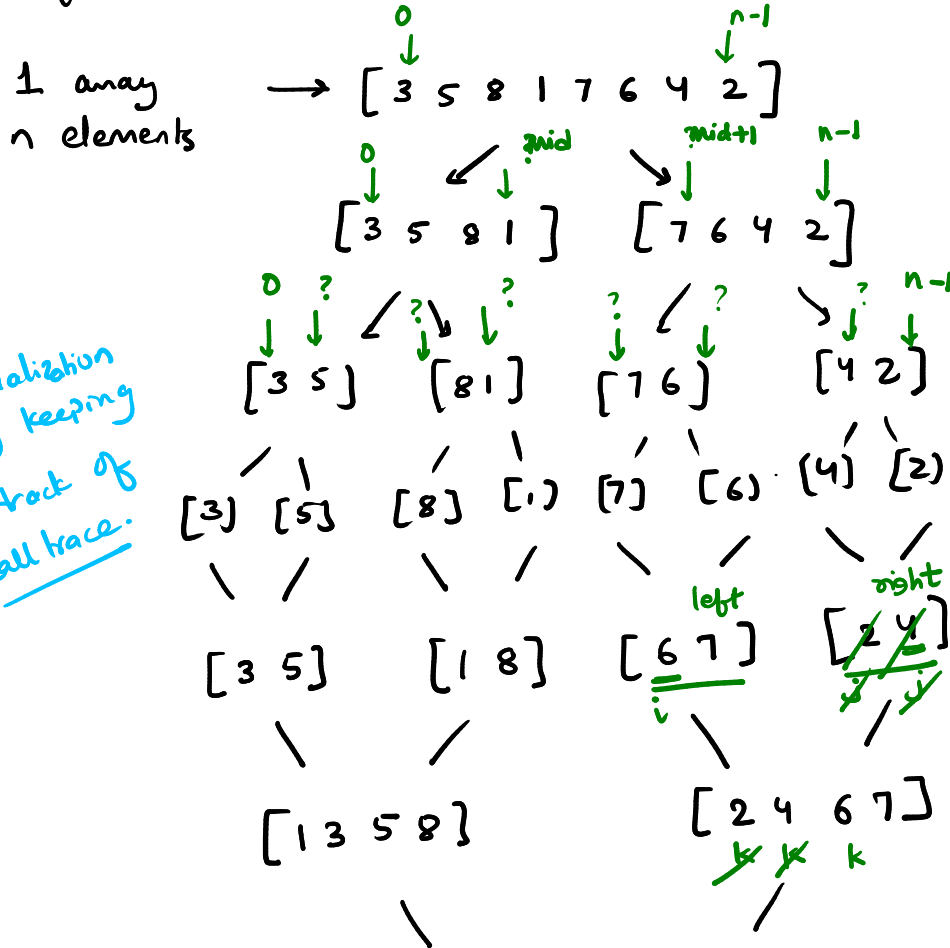 0 n-1
1 array → [3 5 8 1 7 6 4 2]
n elements
0 mid mid+1 n-1
[3 5 8 1] [7 6 4 2]
0 ? ? ? ? ? ? n-1
[3 5] [8 1] [7 6] [4 2]
alization
keeping
track of
all trace.
[3] [5] [8] [1] [7] [6] [4] [2]
left right
[3 5] [1 8] [6 7] [2 4]
i j j
[1 3 5 8] [2 4 6 7]
k k k